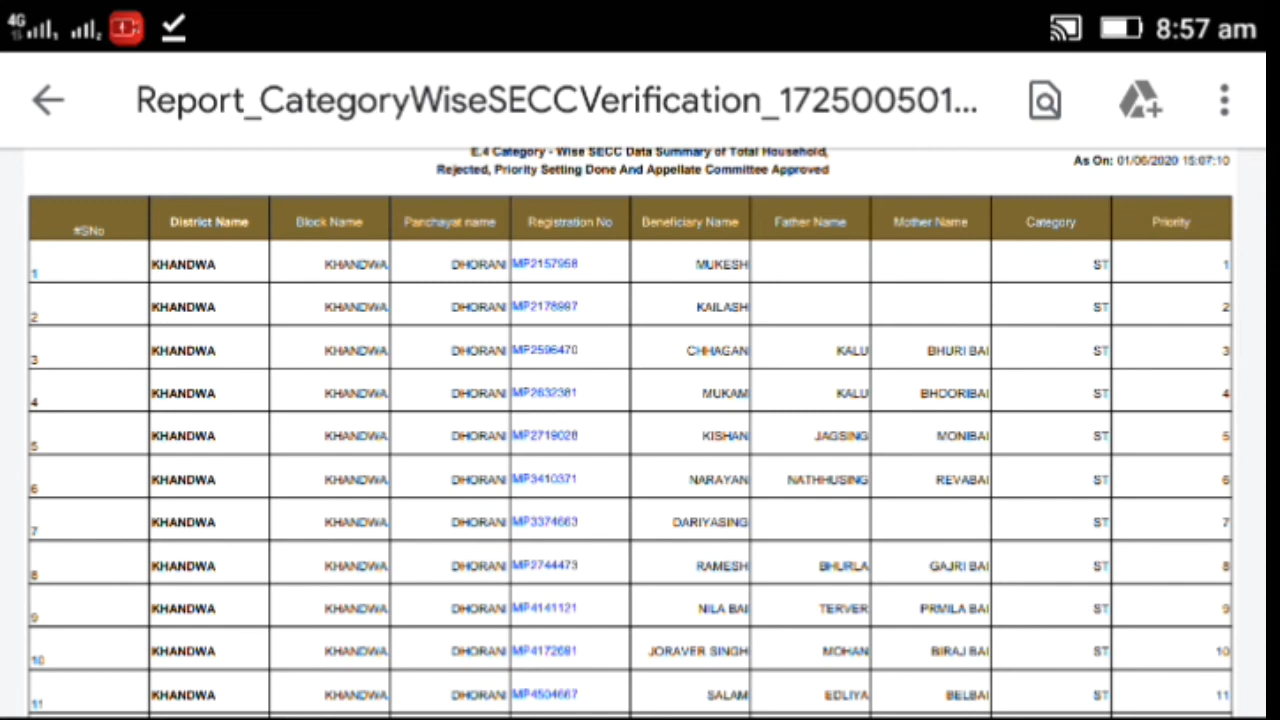 4G 8:57 am
Report_CategoryWiseSECCVerification_172500501...
E.4 Category - Wise SECC Data Summary of Total Household,
Rejected, Priority Setting Done And Appellate Committee Approved
As On: 01/06/2020 15:07:10
#SNo District Name Block Name Panchayat name Registration No Beneficiary Name Father Name Mother Name Category Priority
1 KHANDWA KHANDWA DHORANI MP2157958 MUKESH ST 1
2 KHANDWA KHANDWA DHORANI MP2178997 KAILASH ST 2
3 KHANDWA KHANDWA DHORANI MP2596470 CHHAGAN KALU BHURI BAI ST 3
4 KHANDWA KHANDWA DHORANI MP2632381 MUKAM KALU BHOORIBAI ST 4
5 KHANDWA KHANDWA DHORANI MP2719028 KISHAN JAGSING MONIBAI ST 5
6 KHANDWA KHANDWA DHORANI MP3410371 NARAYAN NATHHUSING REVABAI ST 6
7 KHANDWA KHANDWA DHORANI MP3374663 DARIYASING ST 7
8 KHANDWA KHANDWA DHORANI MP2744473 RAMESH BHURLA GAJRI BAI ST 8
9 KHANDWA KHANDWA DHORANI MP4141121 NILA BAI TERVER PRMILA BAI ST 9
10 KHANDWA KHANDWA DHORANI MP4172691 JORAVER SINGH MOHAN BIRAJ BAI ST 10
11 KHANDWA KHANDWA DHORANI MP4504667 SALAM EDLIYA BELBAI ST 11